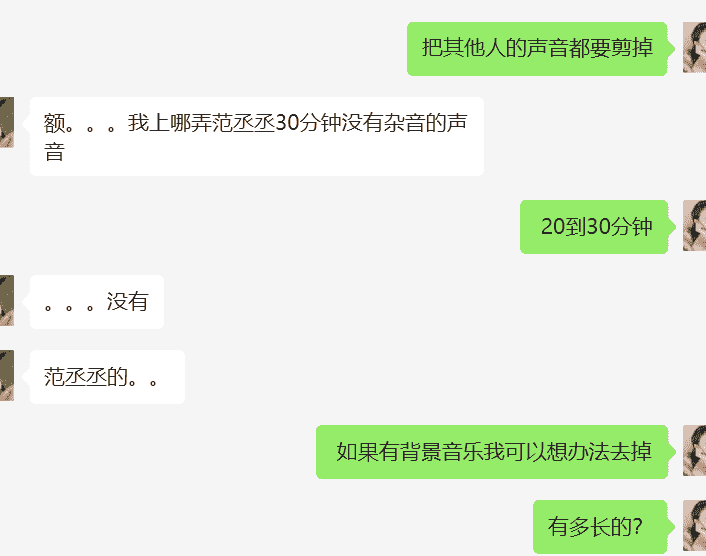 把其他人的声音都要剪掉
额。。。我上哪弄范丞丞30分钟没有杂音的声
音
20到30分钟
。。。没有
范丞丞的。。
如果有背景音乐我可以想办法去掉
有多长的?